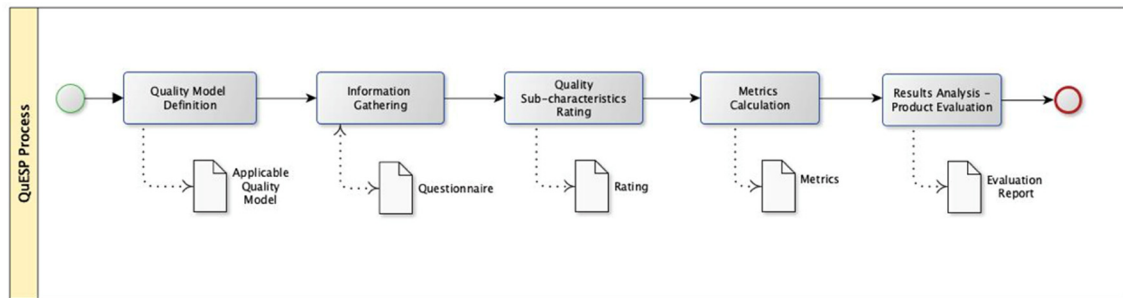 QuESP Process
Quality Model
Definition
Information
Gathering
Quality
Sub-characteristics
Rating
Metrics
Calculation
Results Analysis –
Product Evaluation
Applicable
Quality
Model
Questionnaire
Rating
Metrics
Evaluation
Report